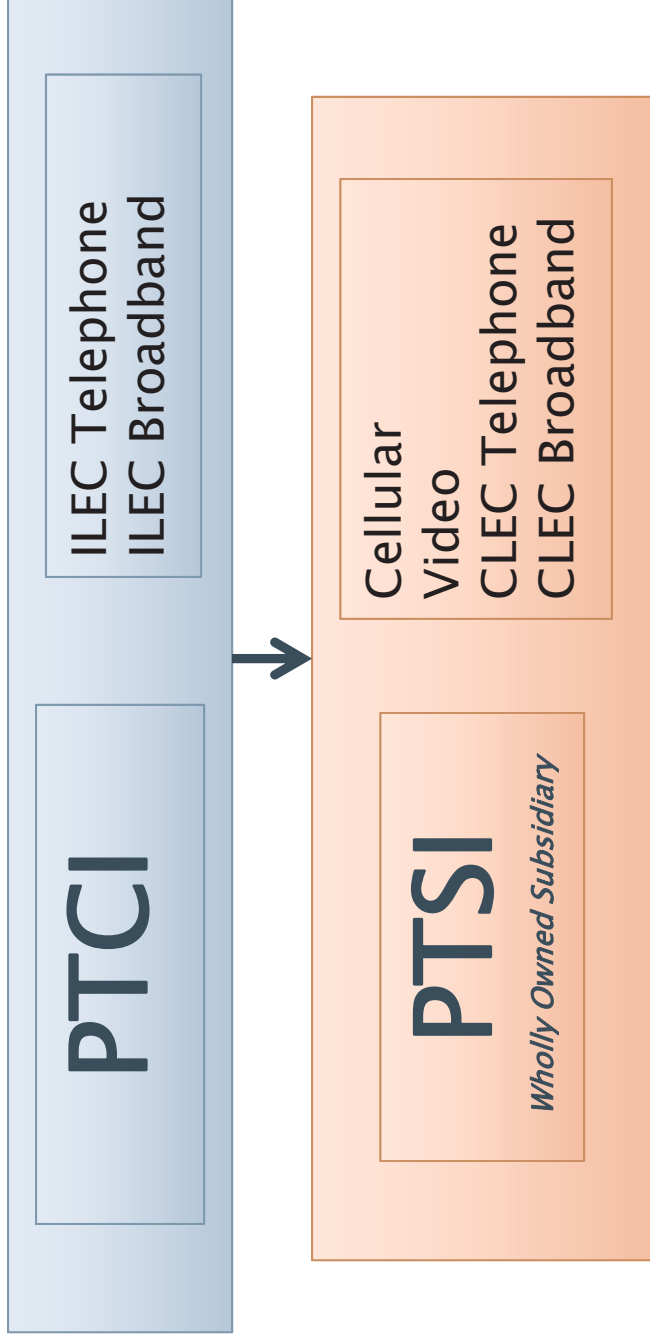 PTCI
ILEC Telephone
ILEC Broadband
PTSI
Wholly Owned Subsidiary
Cellular
Video
CLEC Telephone
CLEC Broadband